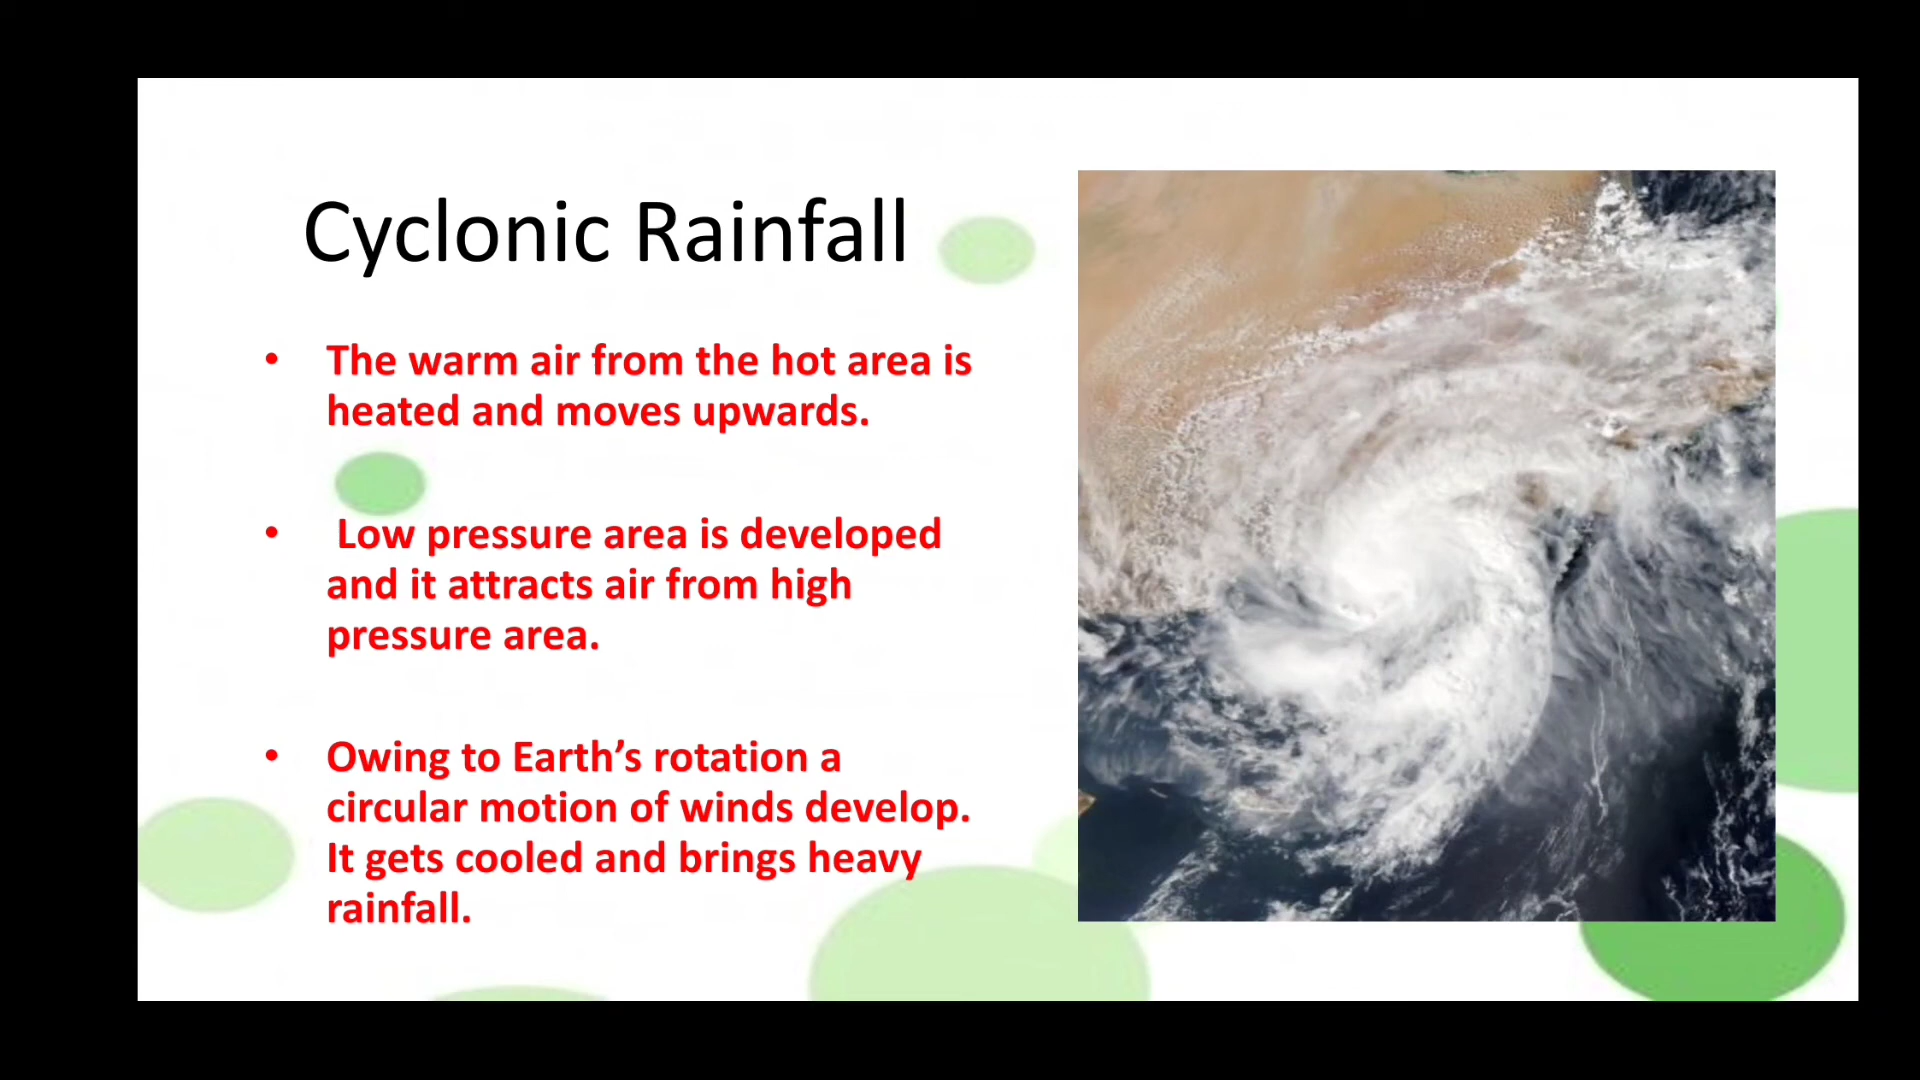 Cyclonic Rainfall
• The warm air from the hot area is
heated and moves upwards.
• Low pressure area is developed
and it attracts air from high
pressure area.
• Owing to Earth’s rotation a
circular motion of winds develop.
It gets cooled and brings heavy
rainfall.